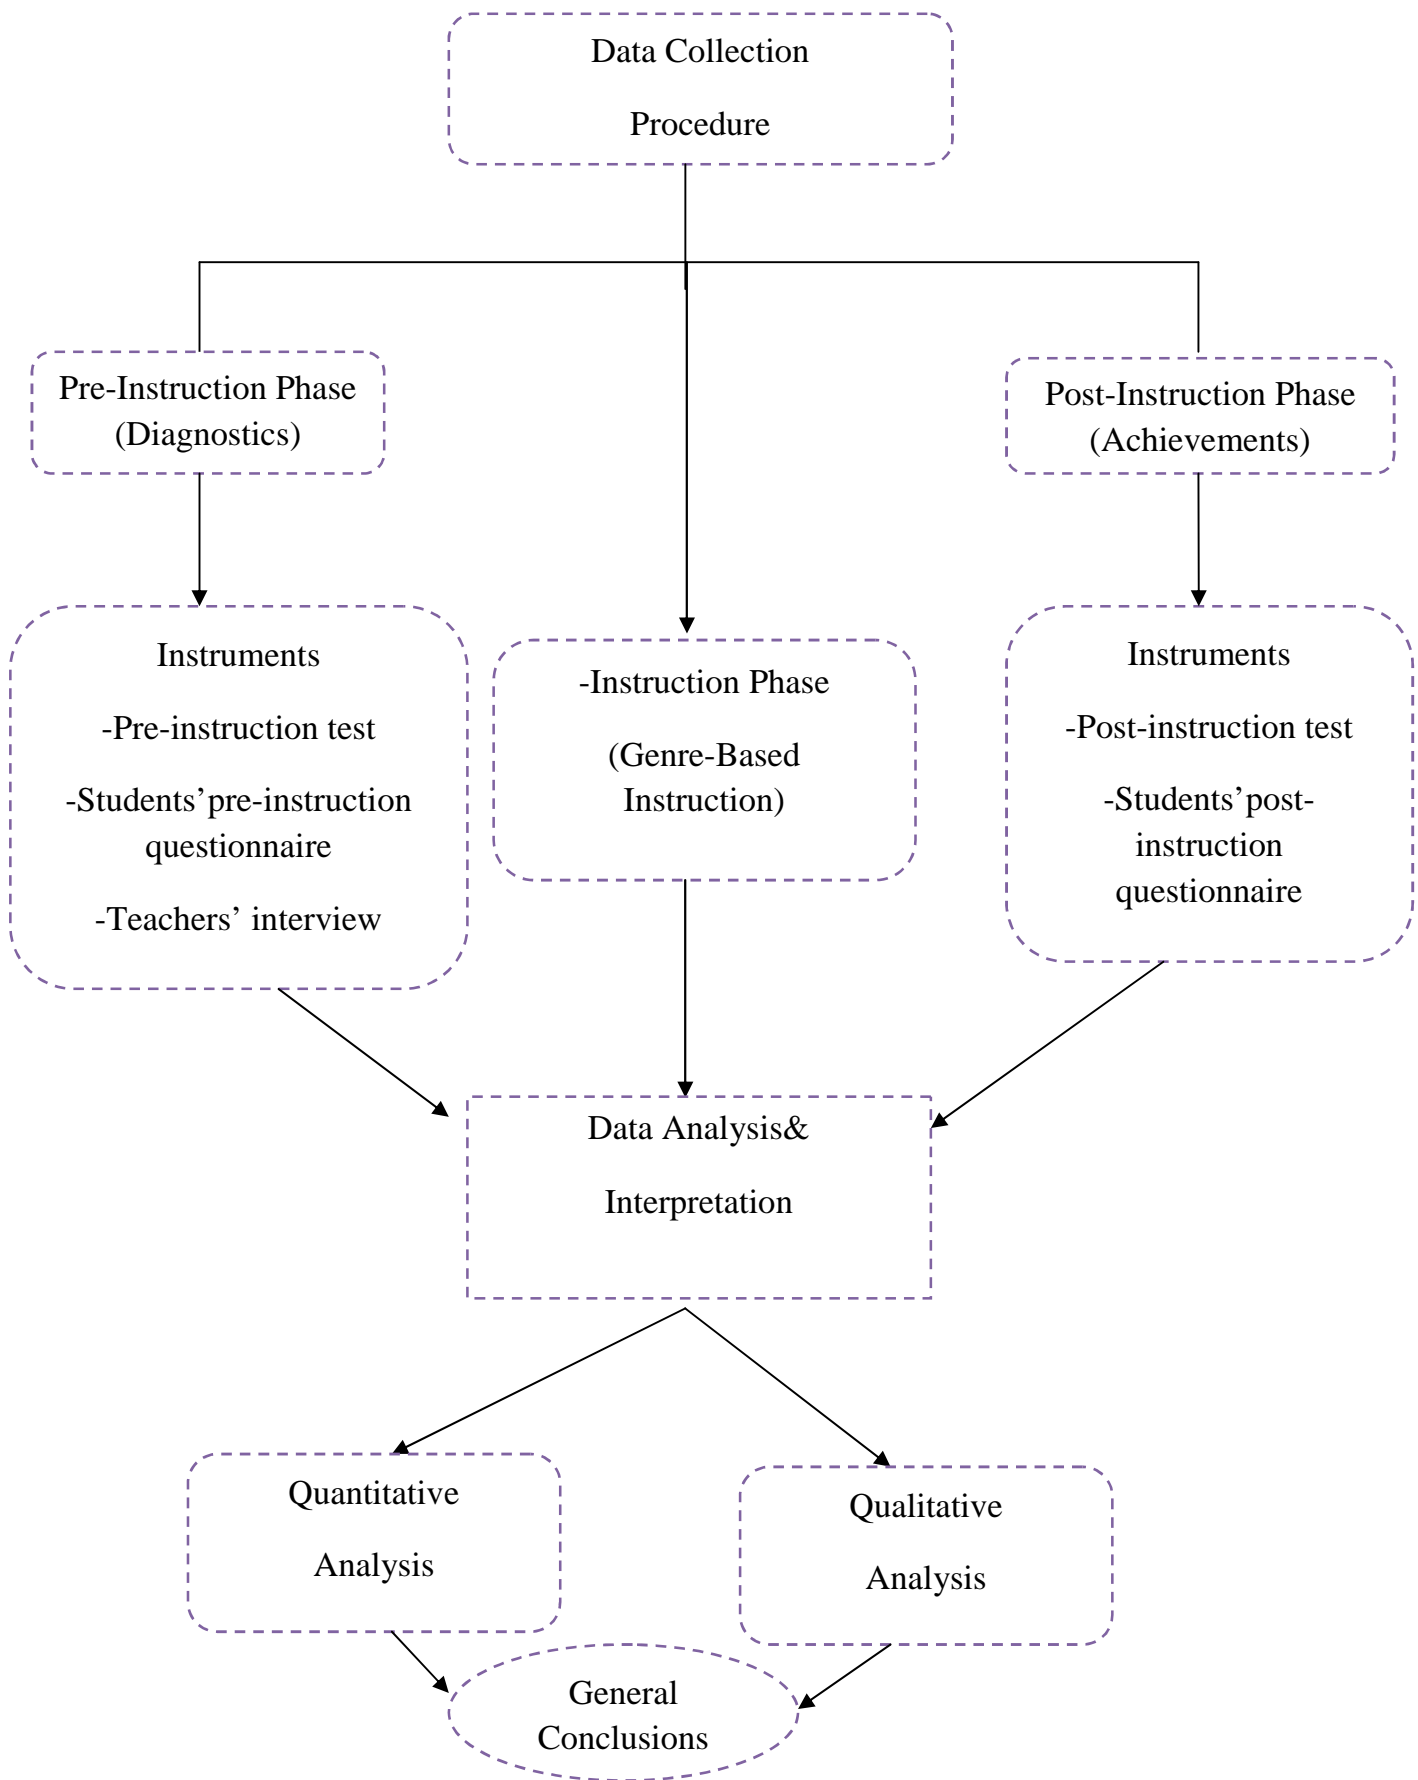 Data Collection
Procedure
Pre-Instruction Phase
(Diagnostics)
Post-Instruction Phase
(Achievements)
Instruments
-Pre-instruction test
-Students’pre-instruction
questionnaire
-Teachers’ interview
-Instruction Phase
(Genre-Based
Instruction)
Instruments
-Post-instruction test
-Students’post-
instruction
questionnaire
Data Analysis&
Interpretation
Quantitative
Analysis
Qualitative
Analysis
General
Conclusions